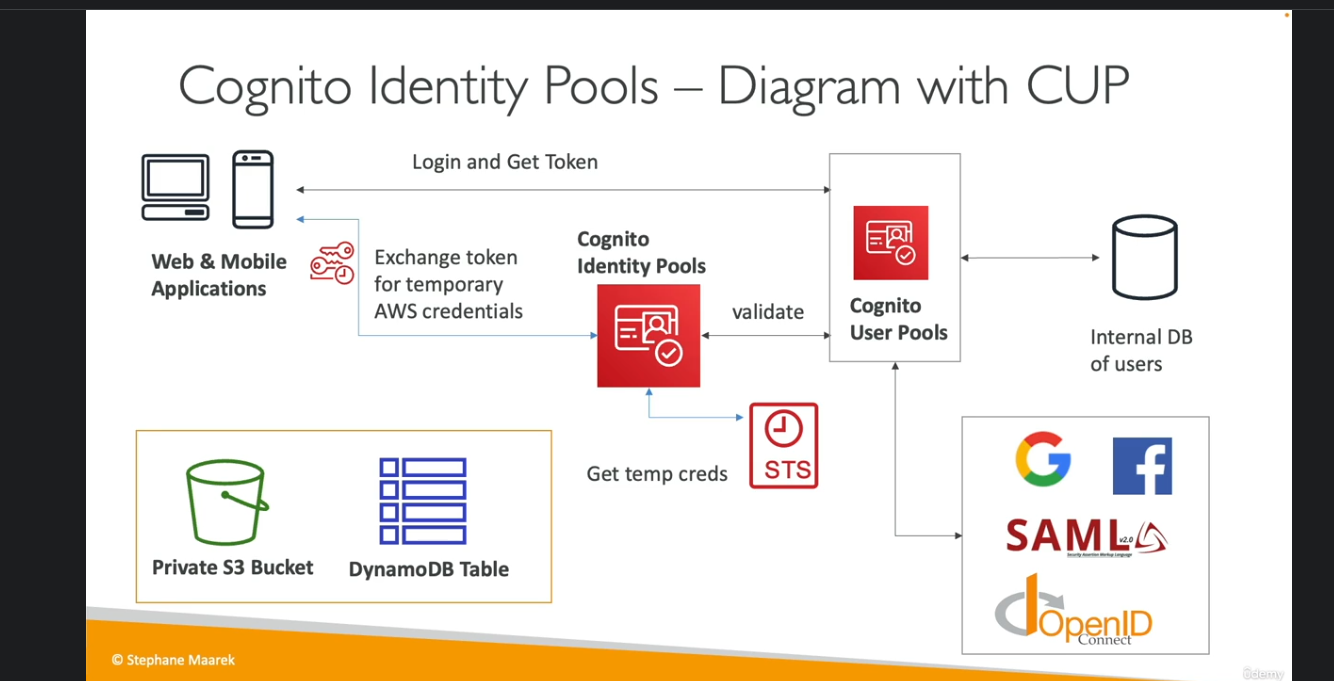 Cognito Identity Pools – Diagram with CUP
Login and Get Token
Web & Mobile
Applications
Exchange token
for temporary
AWS credentials
Cognito
Identity Pools
validate
Cognito
User Pools
Internal DB
of users
Get temp creds
STS
Private S3 Bucket
DynamoDB Table
SAML v2.0
Security Assertion Markup Language
OpenID
Connect
© Stephane Maarek
ûdemy